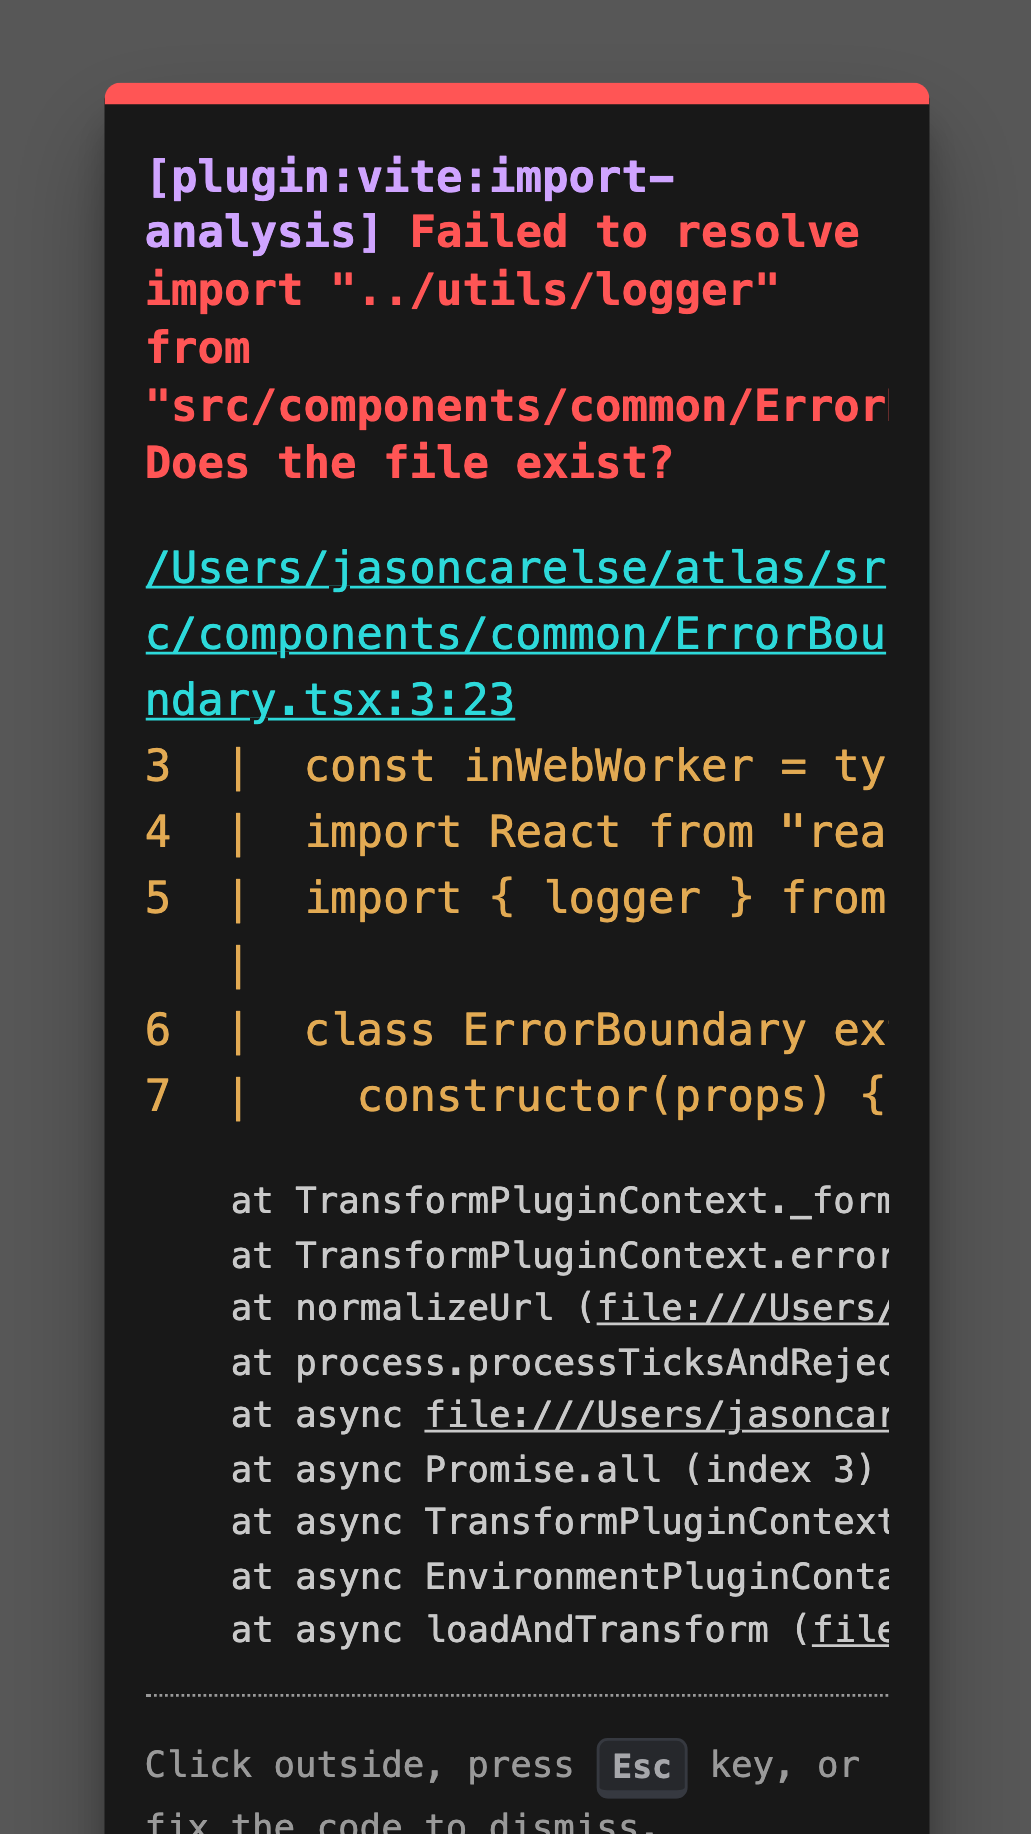 [plugin:vite:import-
analysis] Failed to resolve
import "../utils/logger"
from
"src/components/common/Error
Does the file exist?
/Users/jasoncarelse/atlas/sr
c/components/common/ErrorBou
ndary.tsx:3:23
3 | const inWebWorker = ty
4 | import React from "rea
5 | import { logger } from
|
6 | class ErrorBoundary ex
7 | constructor(props) {
at TransformPluginContext._form
at TransformPluginContext.error
at normalizeUrl (file:///Users/
at process.processTicksAndRejec
at async file:///Users/jasoncar
at async Promise.all (index 3)
at async TransformPluginContext
at async EnvironmentPluginConta
at async loadAndTransform (file
Click outside, press Esc key, or
fix the code to dismiss.